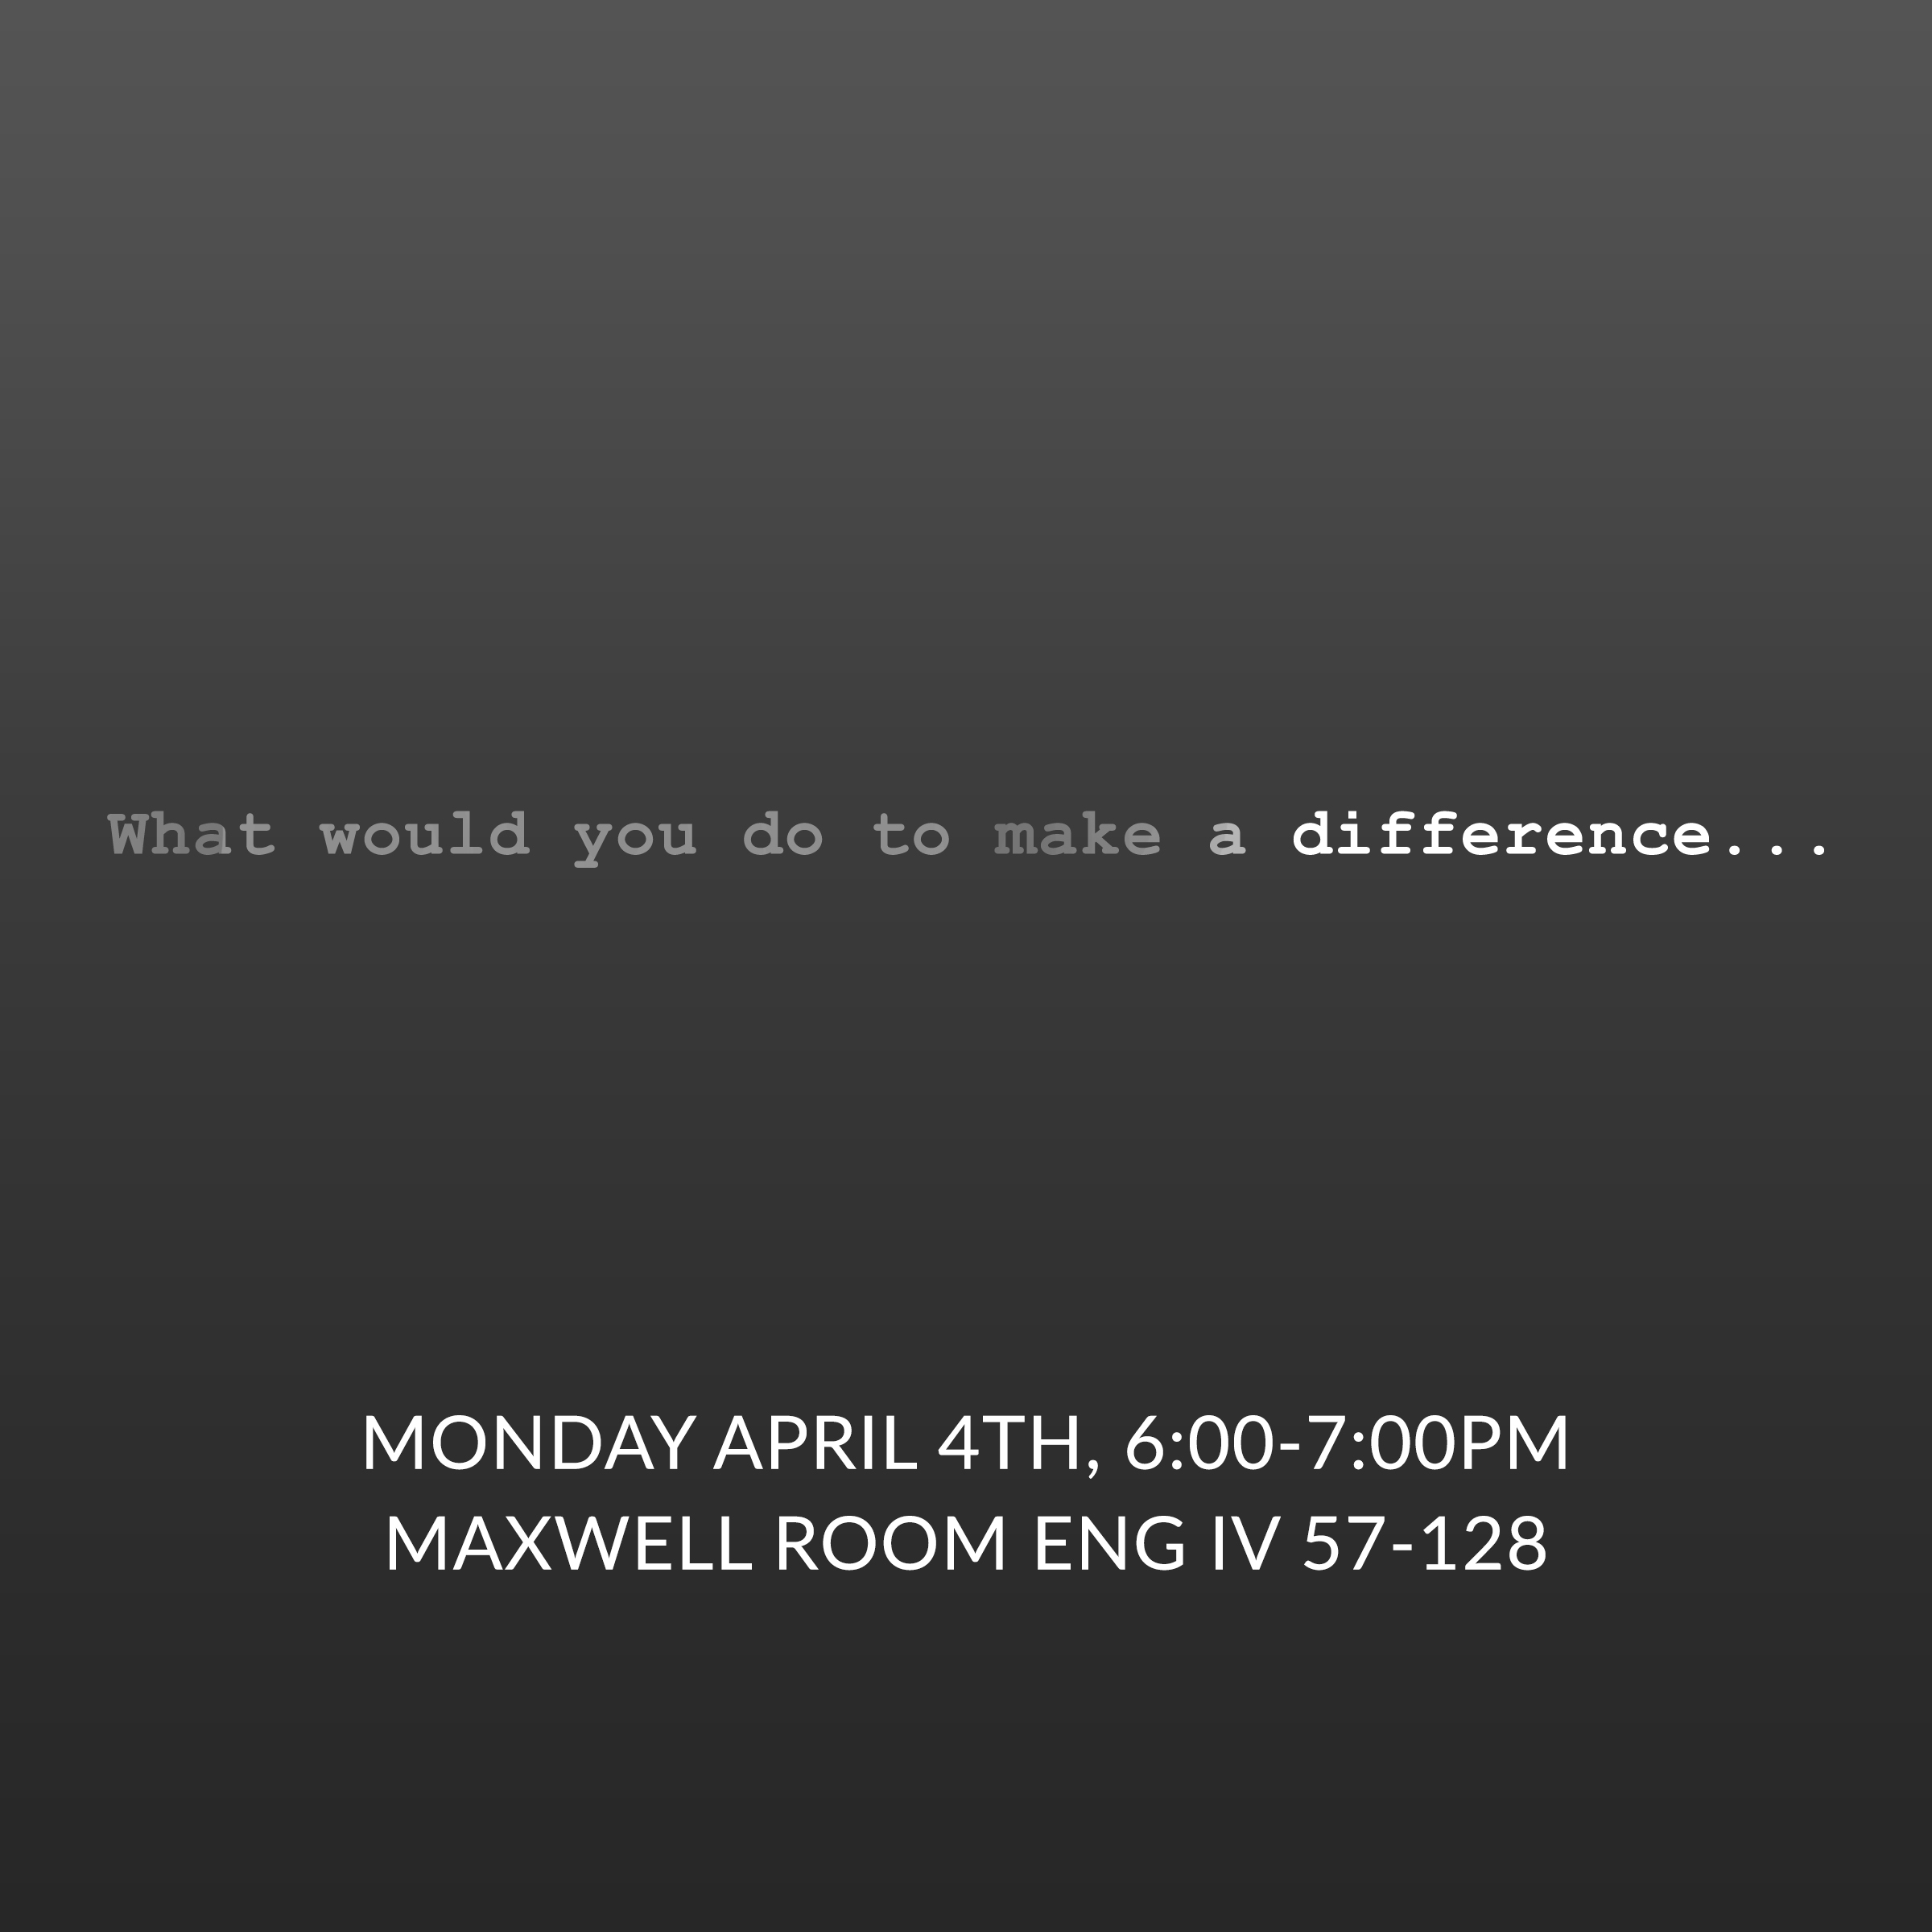 What would you do to make a difference...
MONDAY APRIL 4TH, 6:00-7:00PM
MAXWELL ROOM ENG IV 57-128